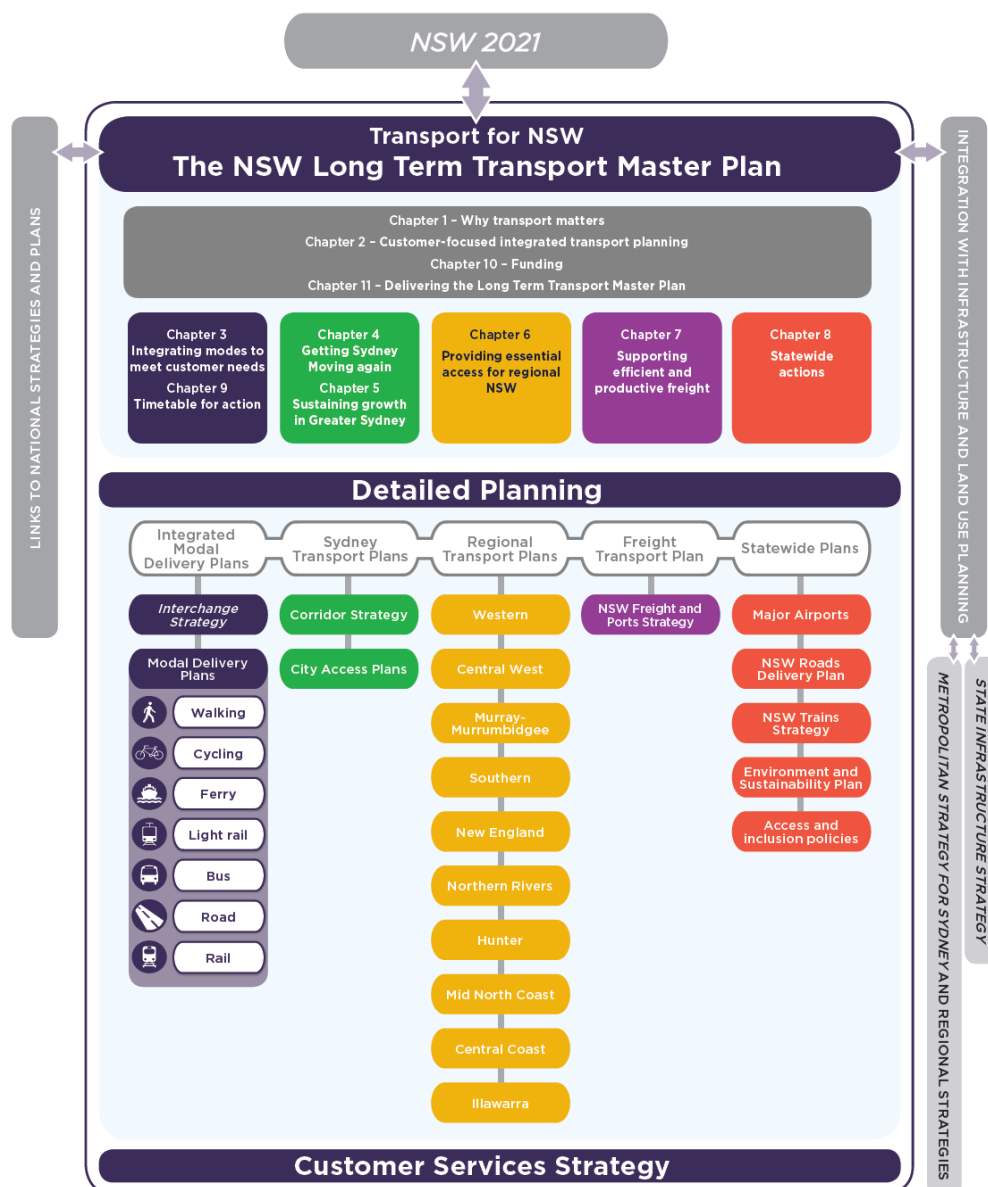 NSW 2021
Transport for NSW
The NSW Long Term Transport Master Plan
Chapter 1 – Why transport matters
Chapter 2 – Customer-focused integrated transport planning
Chapter 10 – Funding
Chapter 11 – Delivering the Long Term Transport Master Plan
Chapter 3
Integrating modes to
meet customer needs
Chapter 9
Timetable for action
Chapter 4
Getting Sydney
Moving again
Chapter 5
Sustaining growth
in Greater Sydney
Chapter 6
Providing essential
access for regional
NSW
Chapter 7
Supporting
efficient and
productive freight
Chapter 8
Statewide
actions
LINKS TO NATIONAL STRATEGIES AND PLANS
INTEGRATION WITH INFRASTRUCTURE AND LAND USE PLANNING
Detailed Planning
Integrated
Modal
Delivery Plans
Sydney
Transport Plans
Regional
Transport Plans
Freight
Transport Plan
Statewide Plans
Interchange
Strategy
Modal Delivery
Plans
Walking
Cycling
Ferry
Light rail
Bus
Road
Rail
Corridor Strategy
City Access Plans
Western
Central West
Murray-
Murrumbidgee
Southern
New England
Northern Rivers
Hunter
Mid North Coast
Central Coast
Illawarra
NSW Freight and
Ports Strategy
Major Airports
NSW Roads
Delivery Plan
NSW Trains
Strategy
Environment and
Sustainability Plan
Access and
inclusion policies
METROPOLITAN STRATEGY FOR SYDNEY AND REGIONAL STRATEGIES
STATE INFRASTRUCTURE STRATEGY
Customer Services Strategy